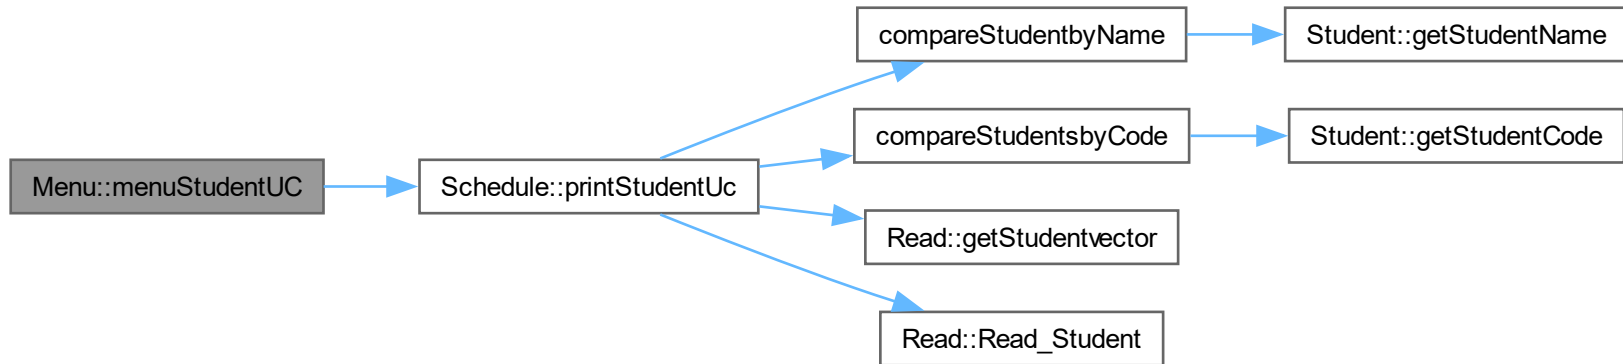 compareStudentbyName
Student::getStudentName
compareStudentsbyCode
Student::getStudentCode
Menu::menuStudentUC
Schedule::printStudentUc
Read::getStudentvector
Read::Read_Student